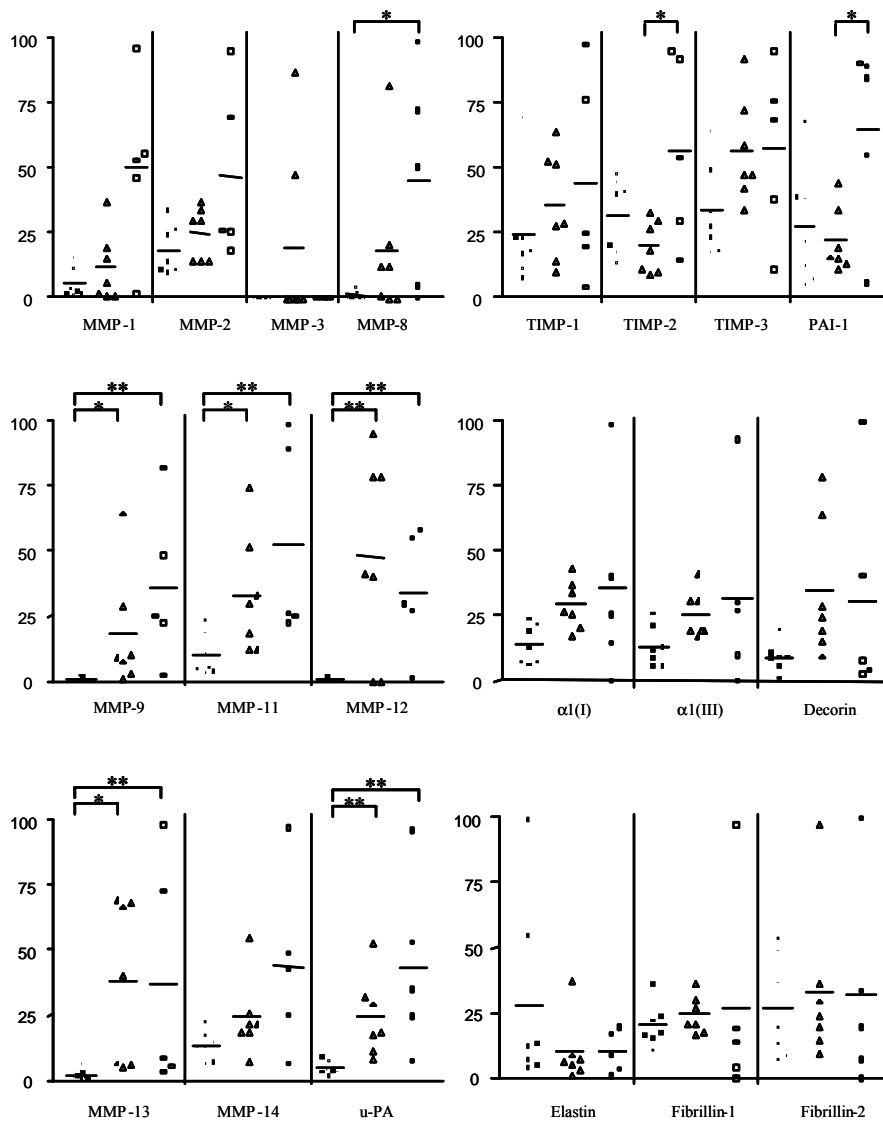 * * *
100 100
75 75
50 50
25 25
0 0
MMP-1 MMP-2 MMP-3 MMP-8 TIMP-1 TIMP-2 TIMP-3 PAI-1
** ** **
* * **
100 100
75 75
50 50
25 25
0 0
MMP-9 MMP-11 MMP-12 α1(I) α1(III) Decorin
** **
* **
100 100
75 75
50 50
25 25
0 0
MMP-13 MMP-14 u-PA Elastin Fibrillin-1 Fibrillin-2